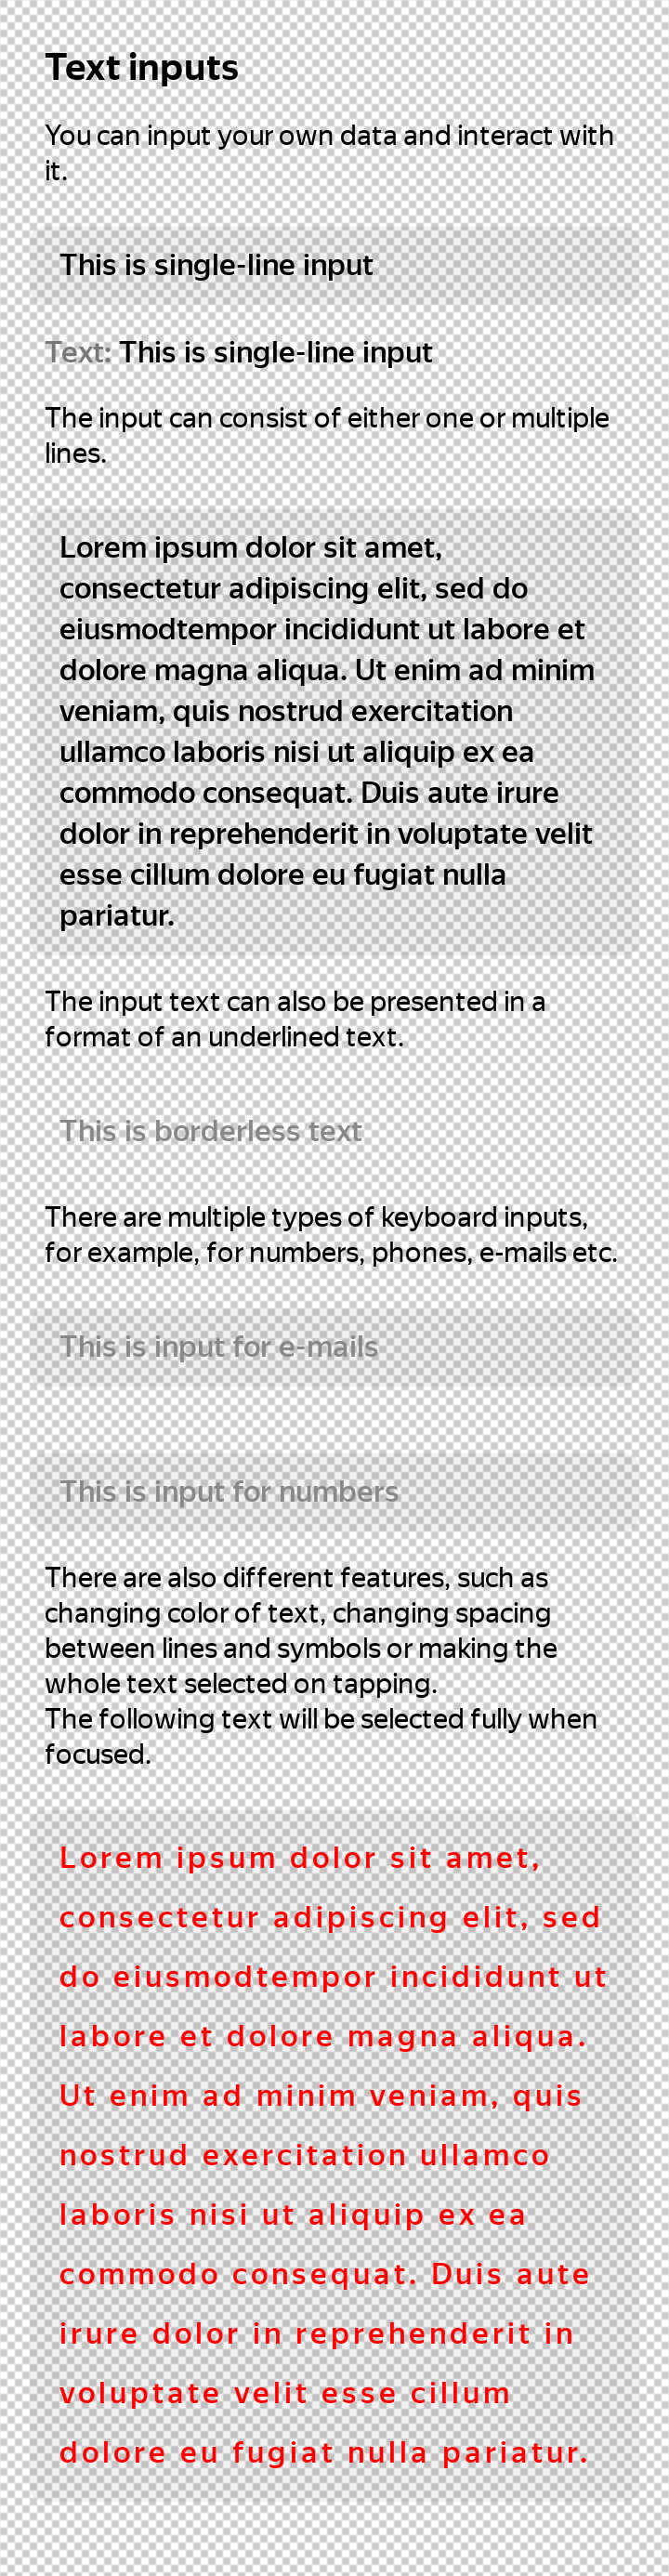 Text inputs
You can input your own data and interact with
it.
This is single-line input
Text: This is single-line input
The input can consist of either one or multiple
lines.
Lorem ipsum dolor sit amet,
consectetur adipiscing elit, sed do
eiusmodtempor incididunt ut labore et
dolore magna aliqua. Ut enim ad minim
veniam, quis nostrud exercitation
ullamco laboris nisi ut aliquip ex ea
commodo consequat. Duis aute irure
dolor in reprehenderit in voluptate velit
esse cillum dolore eu fugiat nulla
pariatur.
The input text can also be presented in a
format of an underlined text.
This is borderless text
There are multiple types of keyboard inputs,
for example, for numbers, phones, e-mails etc.
This is input for e-mails
This is input for numbers
There are also different features, such as
changing color of text, changing spacing
between lines and symbols or making the
whole text selected on tapping.
The following text will be selected fully when
focused.
Lorem ipsum dolor sit amet,
consectetur adipiscing elit, sed
do eiusmodtempor incididunt ut
labore et dolore magna aliqua.
Ut enim ad minim veniam, quis
nostrud exercitation ullamco
laboris nisi ut aliquip ex ea
commodo consequat. Duis aute
irure dolor in reprehenderit in
voluptate velit esse cillum
dolore eu fugiat nulla pariatur.